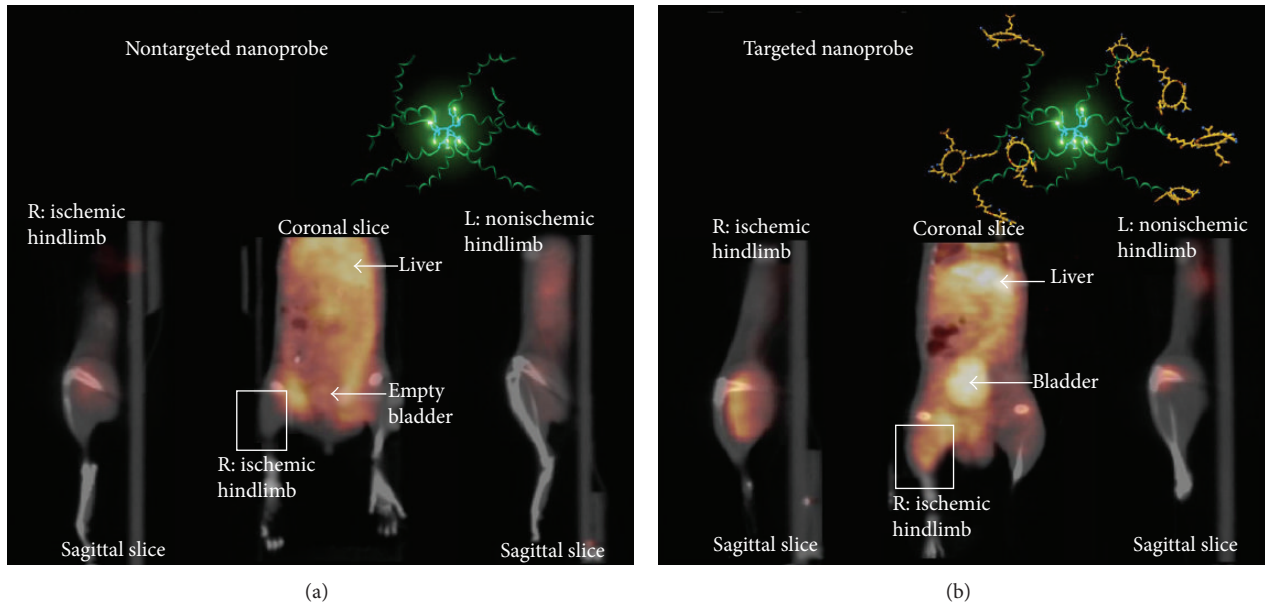 Nontargeted nanoprobe
R: ischemic
hindlimb
Coronal slice
L: nonischemic
hindlimb
Liver
Empty
bladder
R: ischemic
hindlimb
Sagittal slice
Sagittal slice
(a)
Targeted nanoprobe
R: ischemic
hindlimb
Coronal slice
L: nonischemic
hindlimb
Liver
Bladder
R: ischemic
hindlimb
Sagittal slice
Sagittal slice
(b)